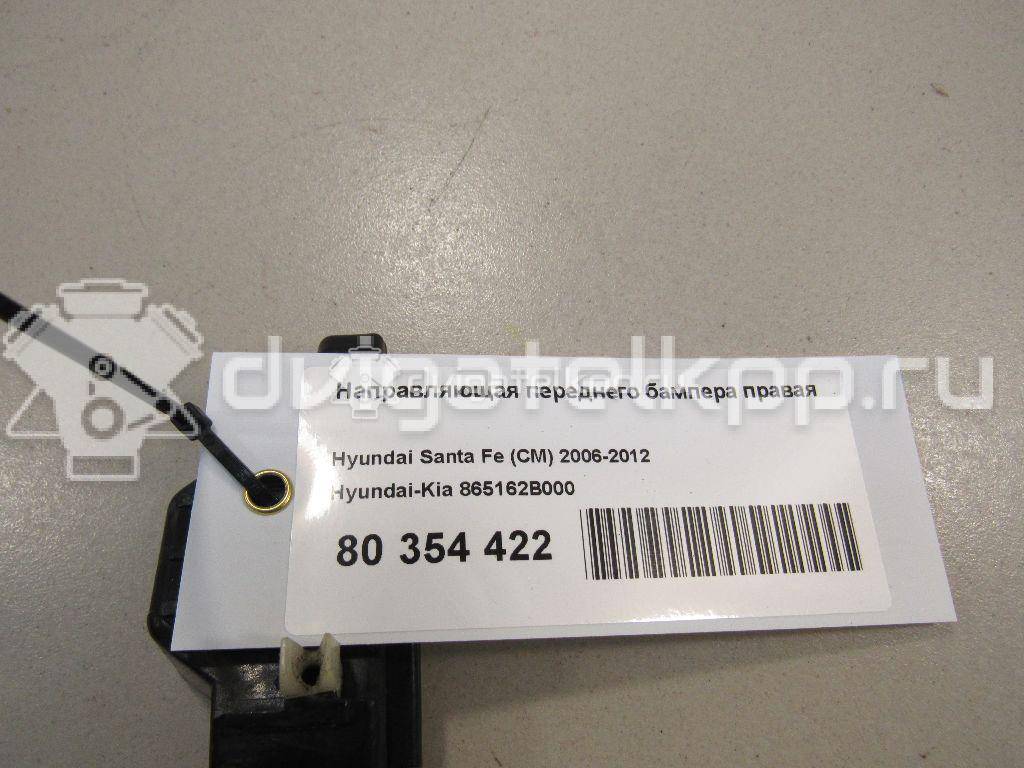 Направляющая переднего бампера правая
Hyundai Santa Fe (CM) 2006-2012
Hyundai-Kia 865162B000
80 354 422
dvigatelkpp.ru